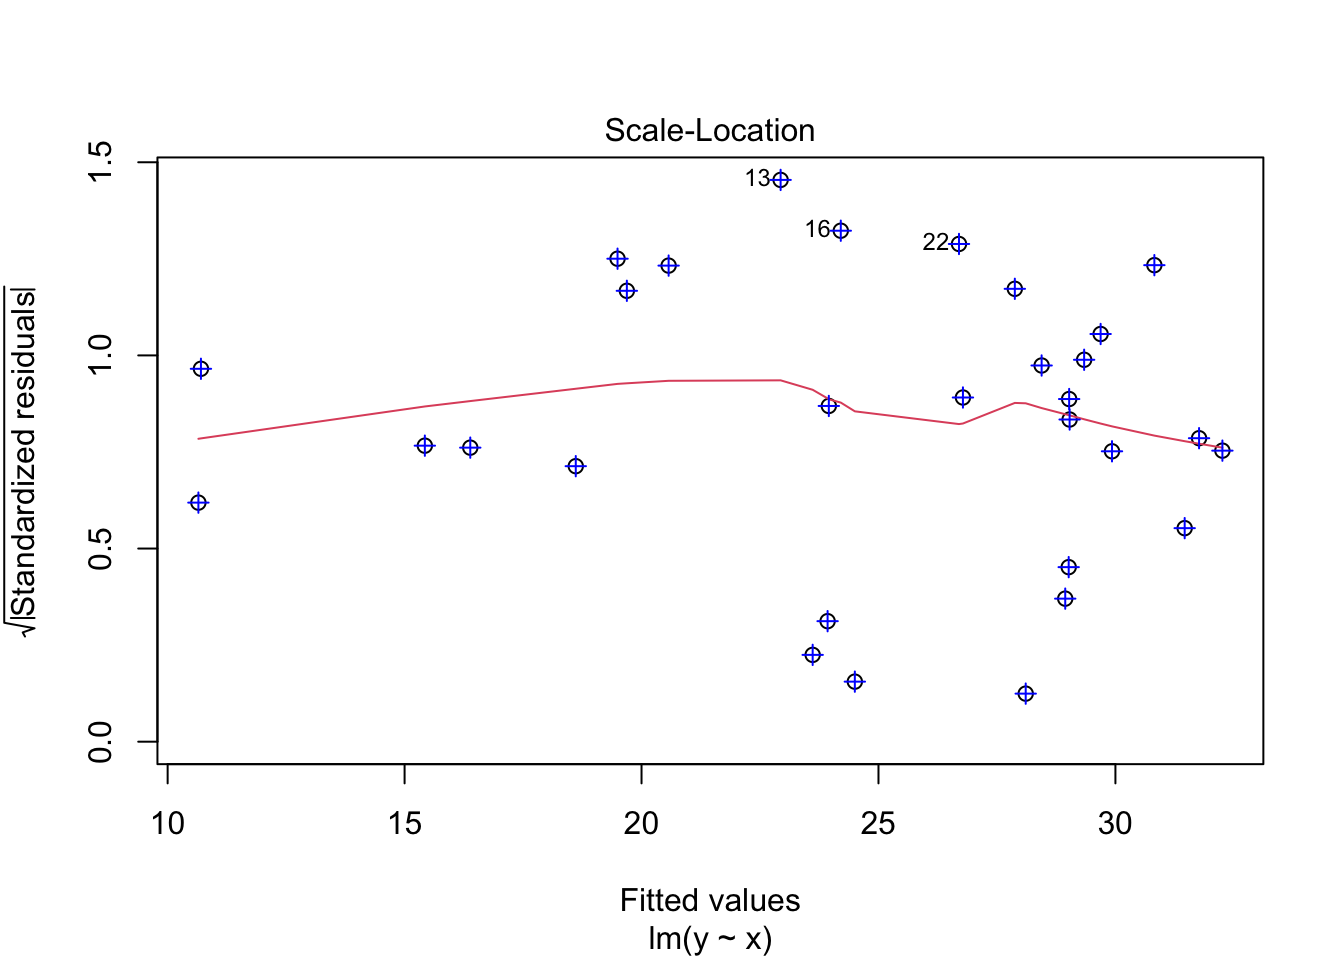 Scale-Location
√|Standardized residuals|
1.5
1.0
0.5
0.0
13
16
22
10 15 20 25 30
Fitted values
lm(y ~ x)